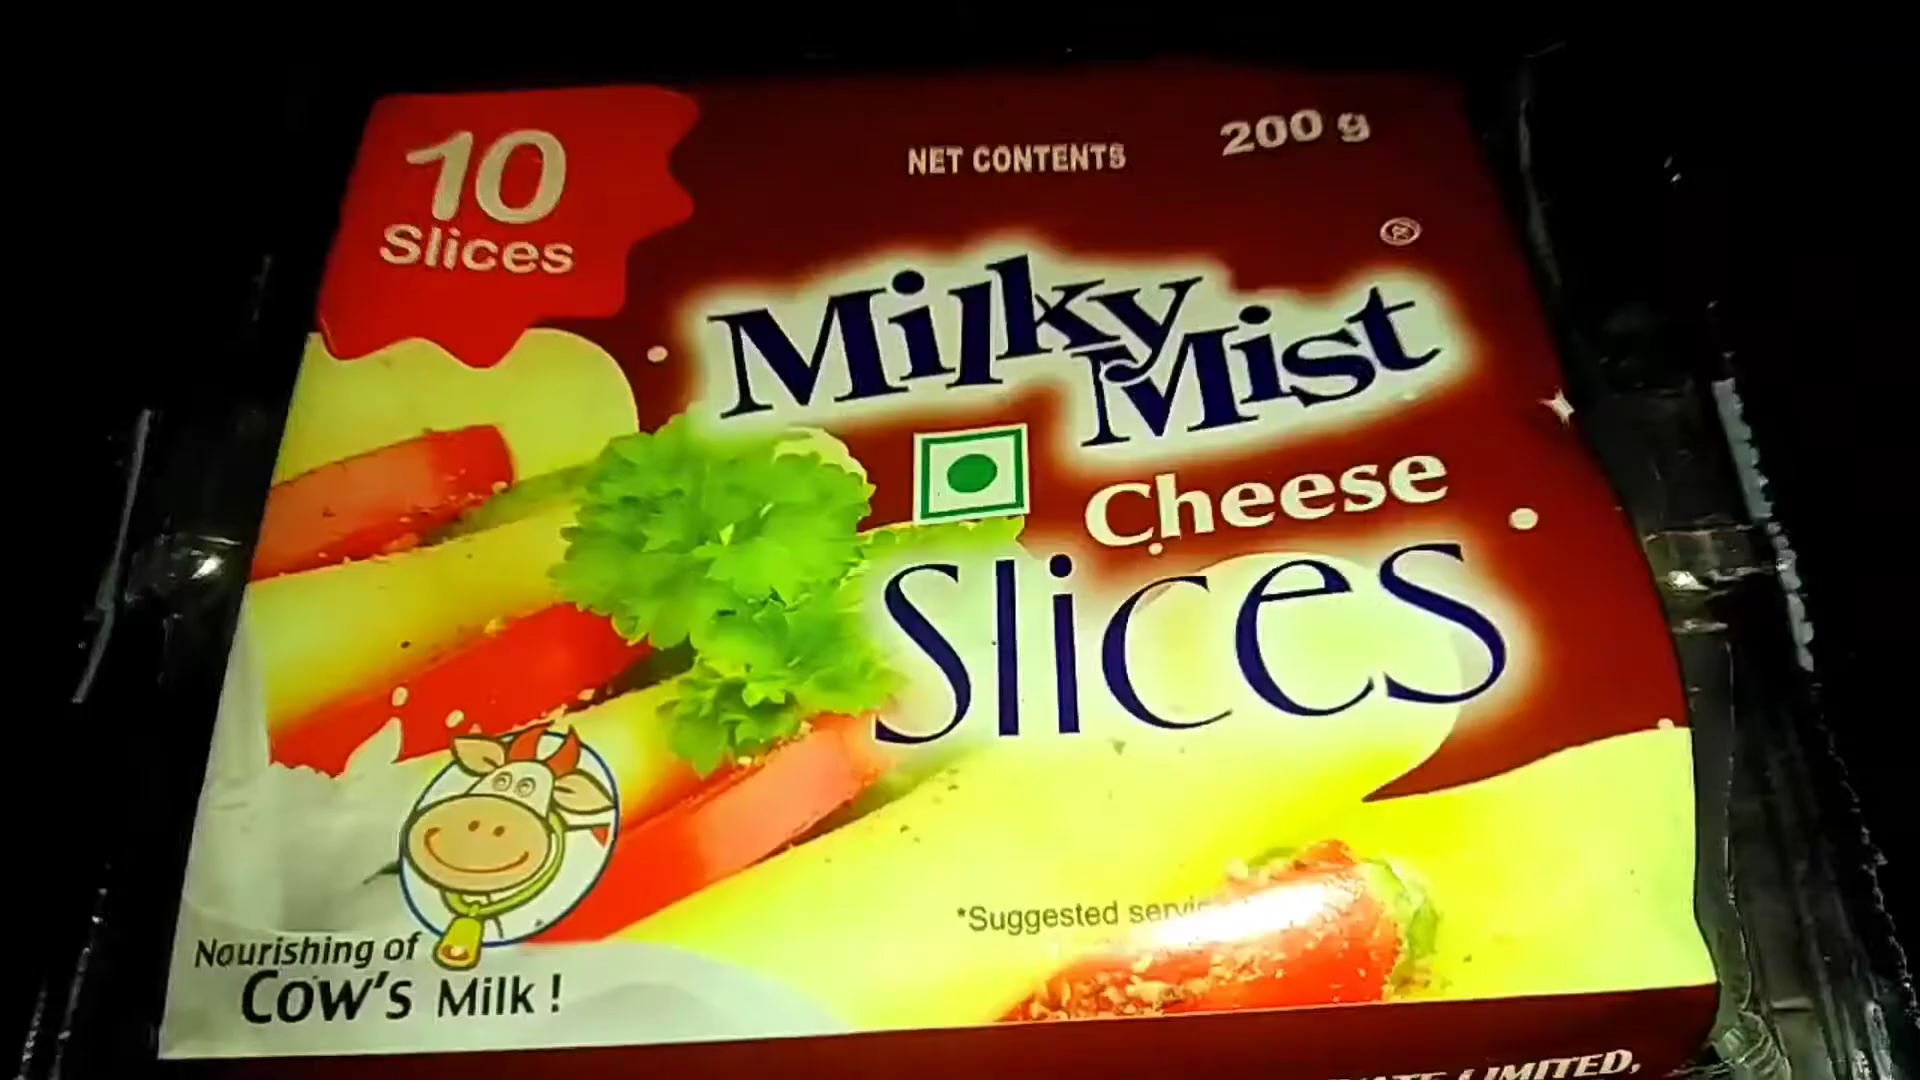 10
Slices
NET CONTENTS 200 g
®
Milky
Mist
Cheese
Slices
*Suggested
Nourishing of
Cow's Milk !
LIMITED,